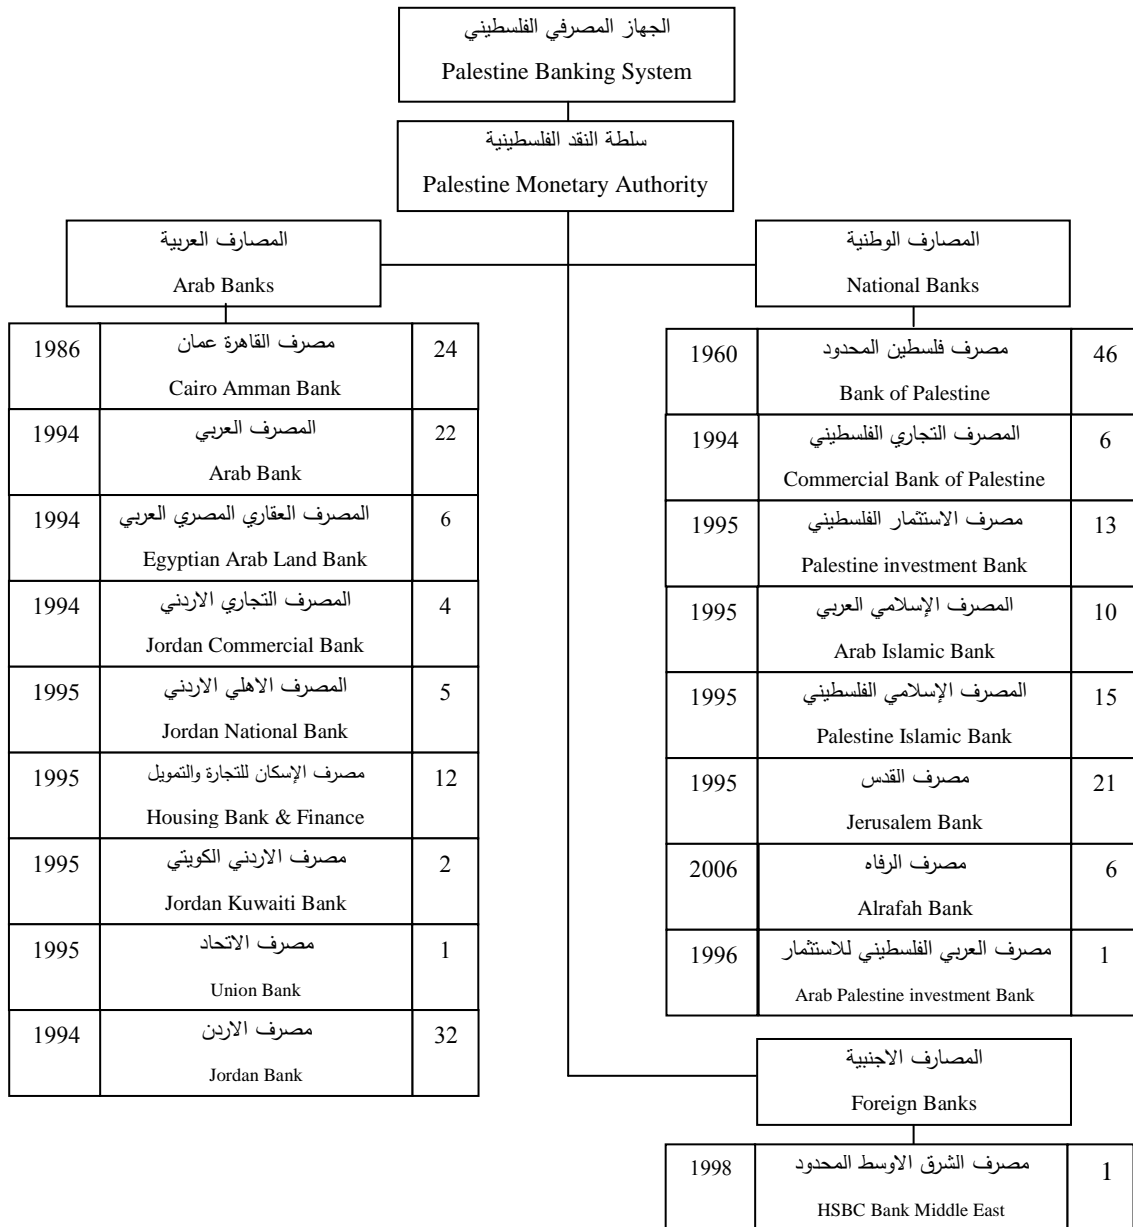 الجهاز المصرفي الفلسطيني
Palestine Banking System
سلطة النقد الفلسطينية
Palestine Monetary Authority
المصارف العربية
Arab Banks
1986
مصرف القاهرة عمان
24
Cairo Amman Bank
1994
المصرف العربي
22
Arab Bank
1994
المصرف العقاري المصري العربي
6
Egyptian Arab Land Bank
1994
المصرف التجاري الاردني
4
Jordan Commercial Bank
1995
المصرف الاهلي الاردني
5
Jordan National Bank
1995
مصرف الإسكان للتجارة والتمويل
12
Housing Bank & Finance
1995
مصرف الاردني الكويتي
2
Jordan Kuwaiti Bank
1995
مصرف الاتحاد
1
Union Bank
1994
مصرف الاردن
32
Jordan Bank
المصارف الوطنية
National Banks
1960
مصرف فلسطين المحدود
46
Bank of Palestine
1994
المصرف التجاري الفلسطيني
6
Commercial Bank of Palestine
1995
مصرف الاستثمار الفلسطيني
13
Palestine investment Bank
1995
المصرف الإسلامي العربي
10
Arab Islamic Bank
1995
المصرف الإسلامي الفلسطيني
15
Palestine Islamic Bank
1995
مصرف القدس
21
Jerusalem Bank
2006
مصرف الرفاه
6
Alrafah Bank
1996
مصرف العربي الفلسطيني للاستثمار
1
Arab Palestine investment Bank
المصارف الاجنبية
Foreign Banks
1998
مصرف الشرق الاوسط المحدود
1
HSBC Bank Middle East